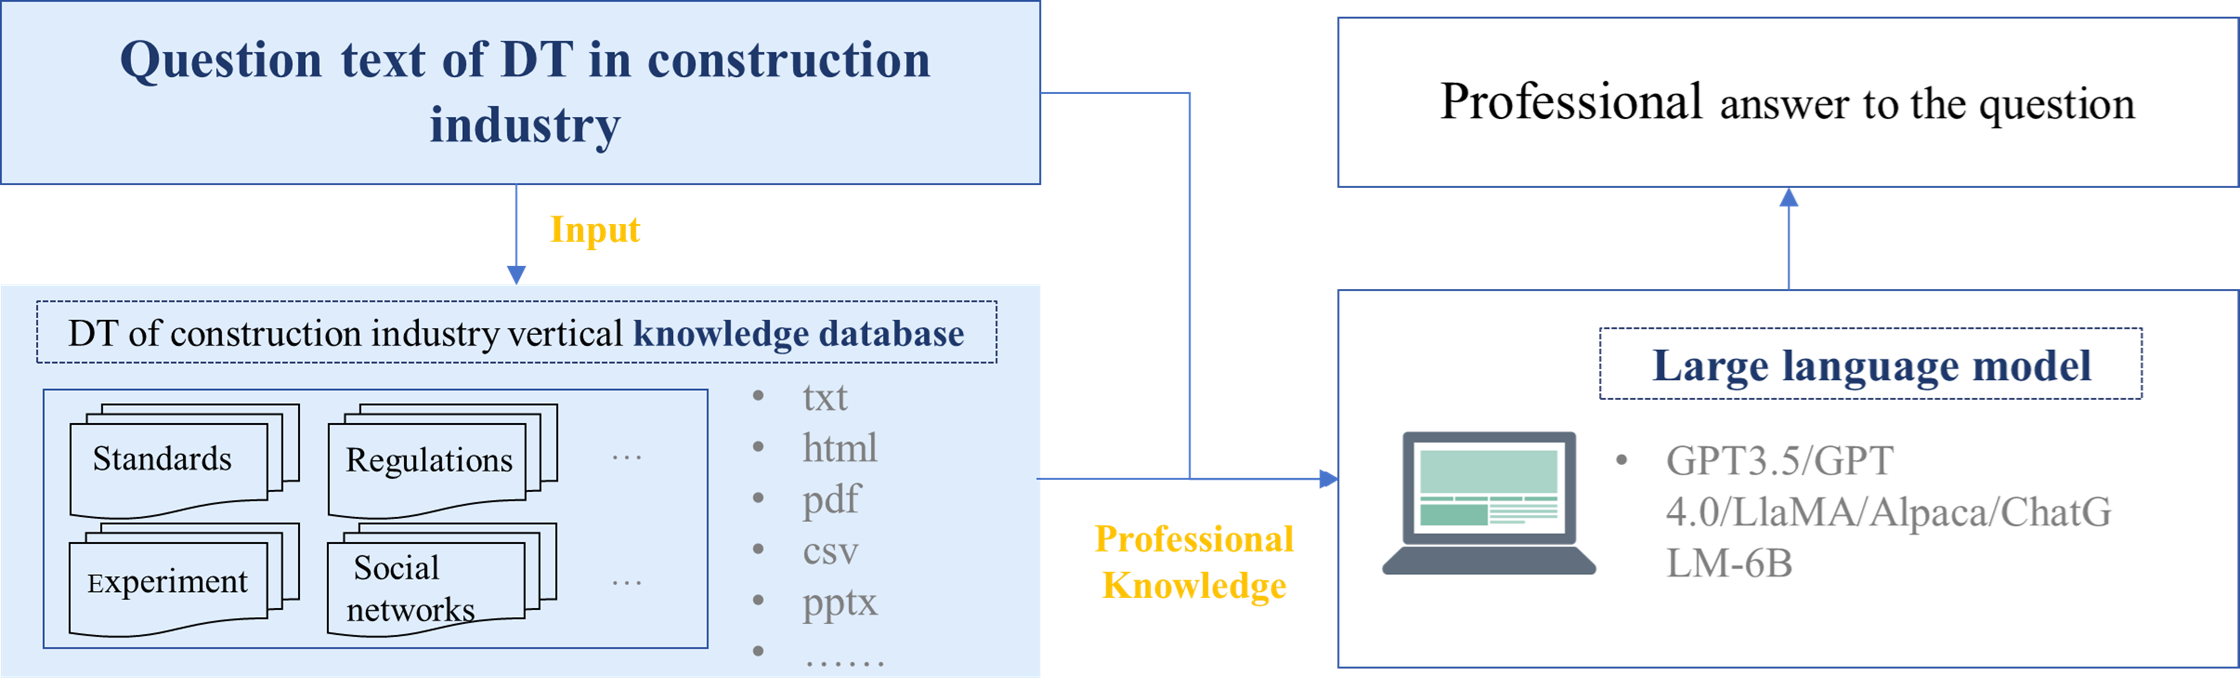 Question text of DT in construction
industry
Input
DT of construction industry vertical knowledge database
Standards
Regulations
...
Experiment
Social
networks
...
• txt
• html
• pdf
• csv
• pptx
• ......
Professional
Knowledge
Professional answer to the question
Large language model
• GPT3.5/GPT
4.0/LlaMA/Alpaca/ChatG
LM-6B